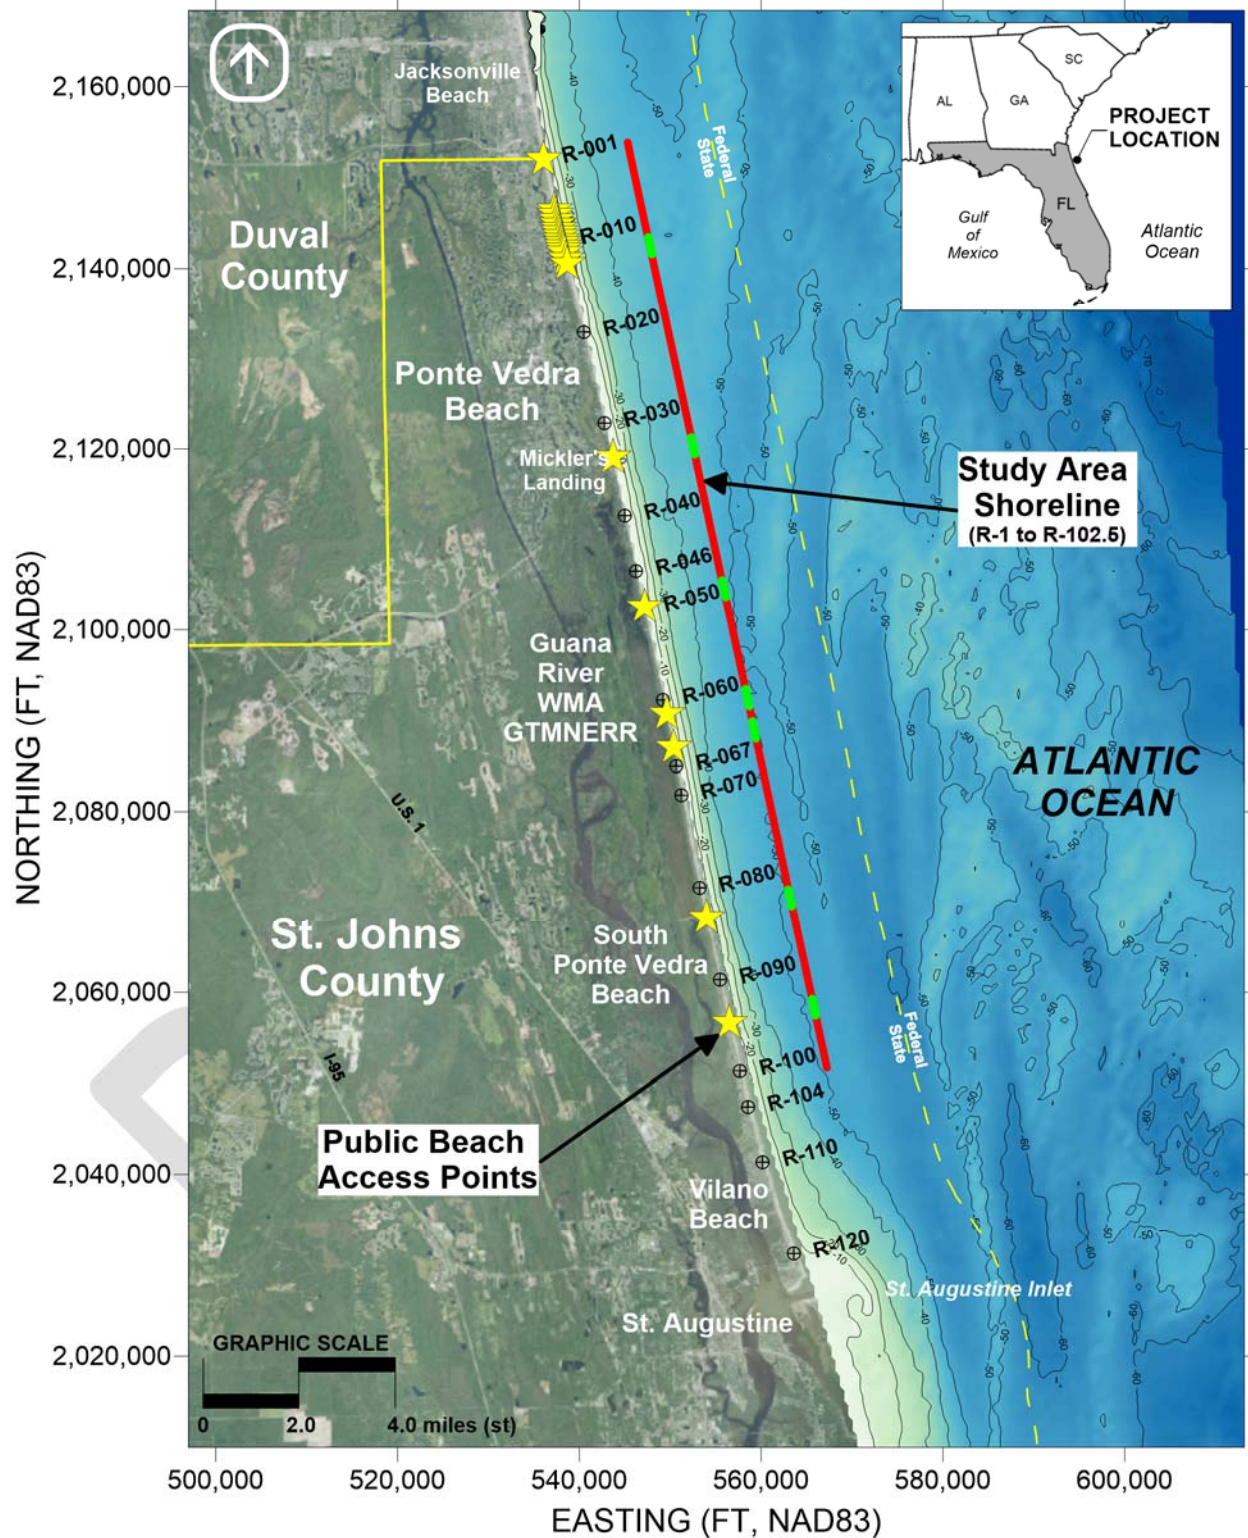 2,160,000
2,140,000
2,120,000
2,100,000
2,080,000
2,060,000
2,040,000
2,020,000
NORTHING (FT, NAD83)
500,000
520,000
540,000
560,000
580,000
600,000
EASTING (FT, NAD83)
Jacksonville
Beach
R-001
R-010
R-020
R-030
R-040
R-046
R-050
R-060
R-067
R-070
R-080
R-090
R-100
R-104
R-110
R-120
Duval
County
Ponte Vedra
Beach
Mickler's
Landing
Guana
River
WMA
GTMNERR
U.S. 1
St. Johns
County
South
Ponte Vedra
Beach
I-95
Public Beach
Access Points
Vilano
Beach
St. Augustine
St. Augustine Inlet
GRAPHIC SCALE
0
2.0
4.0 miles (st)
Federal
State
Study Area
Shoreline
(R-1 to R-102.5)
ATLANTIC
OCEAN
Federal
State
SC
AL
GA
PROJECT
LOCATION
FL
Gulf
of
Mexico
Atlantic
Ocean